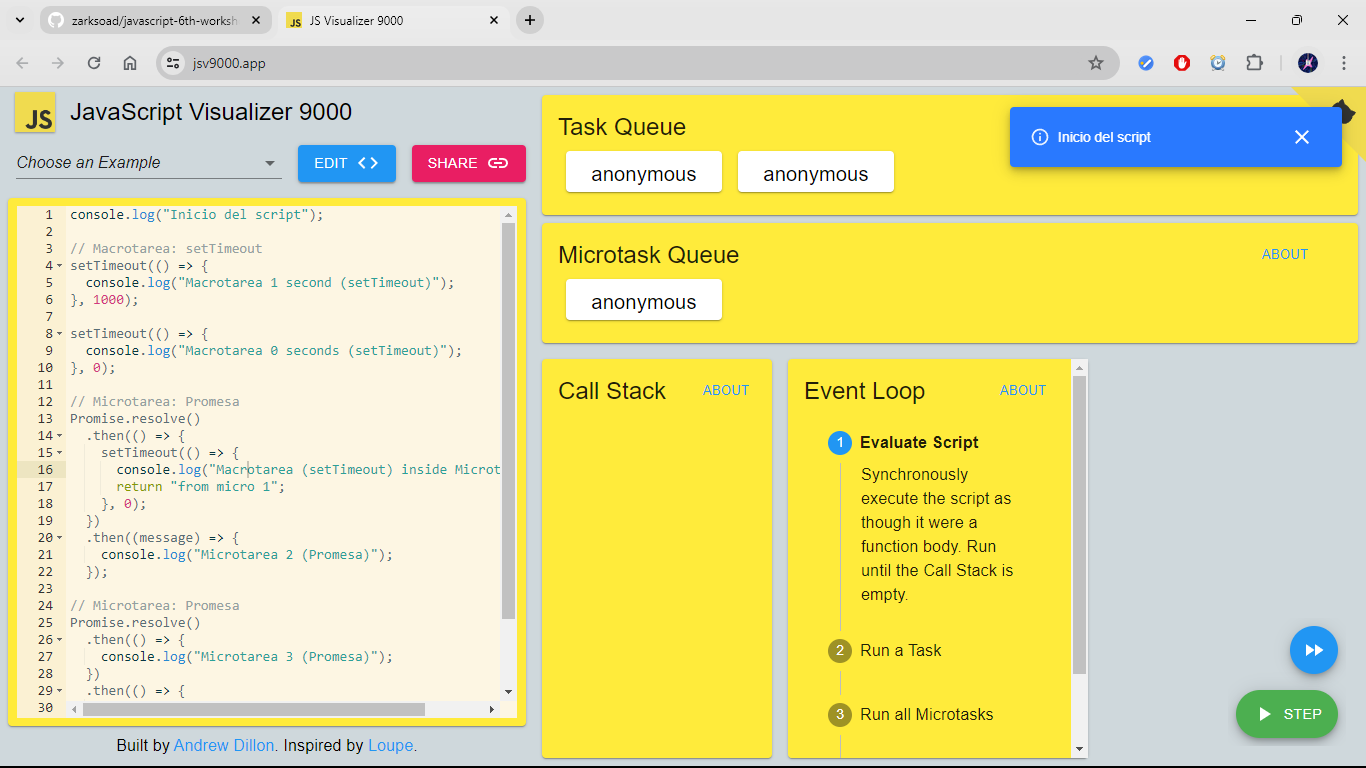 zarksoad/javascript-6th-worksh
JS Visualizer 9000
jsv9000.app
JS
JavaScript Visualizer 9000
Choose an Example
EDIT
SHARE
1 console.log("Inicio del script");
2
3 // Macrotarea: setTimeout
4 setTimeout(() => {
5 console.log("Macrotarea 1 second (setTimeout)");
6 }, 1000);
7
8 setTimeout(() => {
9 console.log("Macrotarea 0 seconds (setTimeout)");
10 }, 0);
11
12 // Microtarea: Promesa
13 Promise.resolve()
14 .then(() => {
15 setTimeout(() => {
16 console.log("Macrotarea (setTimeout) inside Microt
17 return "from micro 1";
18 }, 0);
19 })
20 .then((message) => {
21 console.log("Microtarea 2 (Promesa)");
22 });
23
24 // Microtarea: Promesa
25 Promise.resolve()
26 .then(() => {
27 console.log("Microtarea 3 (Promesa)");
28 })
29 .then(() => {
30
Built by Andrew Dillon. Inspired by Loupe.
Task Queue
anonymous anonymous
Inicio del script
Microtask Queue
ABOUT
anonymous
Call Stack
ABOUT
Event Loop
ABOUT
1 Evaluate Script
Synchronously
execute the script as
though it were a
function body. Run
until the Call Stack is
empty.
2 Run a Task
3 Run all Microtasks
STEP